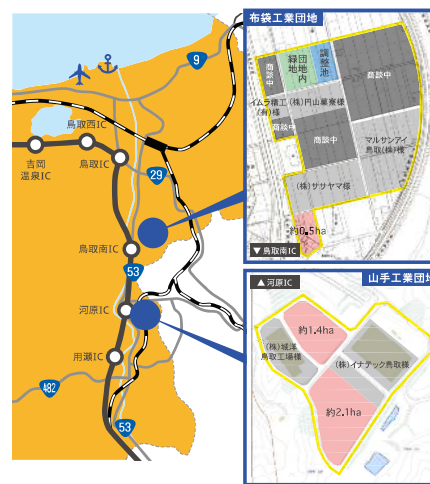 9
鳥取西IC
吉岡
温泉IC
鳥取IC
29
鳥取南IC
53
河原IC
用瀬IC
482
53
布袋工業団地
商談中
緑地
団地内
調整池
商談中
イムラ精工
(有)様
(株)円山菓寮様
商談中
商談中
マルサンアイ
鳥取(株)様
(株)ササヤマ様
約0.5ha
▼鳥取南IC
▲河原IC
山手工業団地
約1.4ha
(株)城洋
鳥取工場様
(株)イナテック鳥取様
約2.1ha